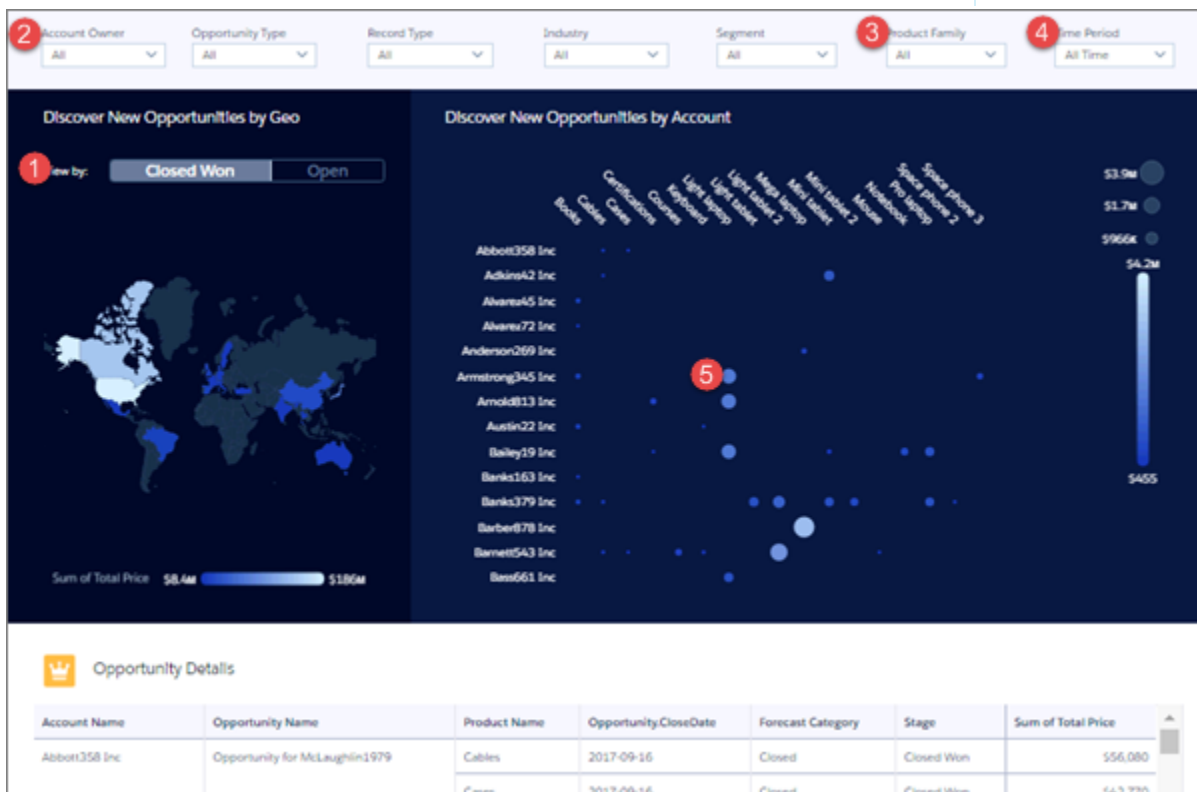 2 Account Owner Opportunity Type Record Type Industry Segment 3 Product Family 4 Time Period
All All All All All All All Time
Discover New Opportunities by Geo
1 View by: Closed Won Open
Sum of Total Price $8.4M $186M
Discover New Opportunities by Account
Books
Cables
Cases
Certifications
Courses
Keyboard
Light laptop
Light tablet
Light tablet 2
Mega laptop
Mini tablet
Mini tablet 2
Mouse
Notebook
Pro laptop
Space phone 2
Space phone 3
$3.9M
$1.7M
$966K
$4.2M
$455
Abbott358 Inc
Adkins42 Inc
Alvarez45 Inc
Alvarez72 Inc
Anderson269 Inc
Armstrong345 Inc 5
Arnold813 Inc
Austin22 Inc
Bailey19 Inc
Banks163 Inc
Banks379 Inc
Barber878 Inc
Barnett543 Inc
Bass661 Inc
Opportunity Details
Account Name Opportunity Name Product Name Opportunity.CloseDate Forecast Category Stage Sum of Total Price
Abbott358 Inc Opportunity for McLaughlin1979 Cables 2017-09-16 Closed Closed Won $56,080
Cases 2017-09-16 Closed Closed Won